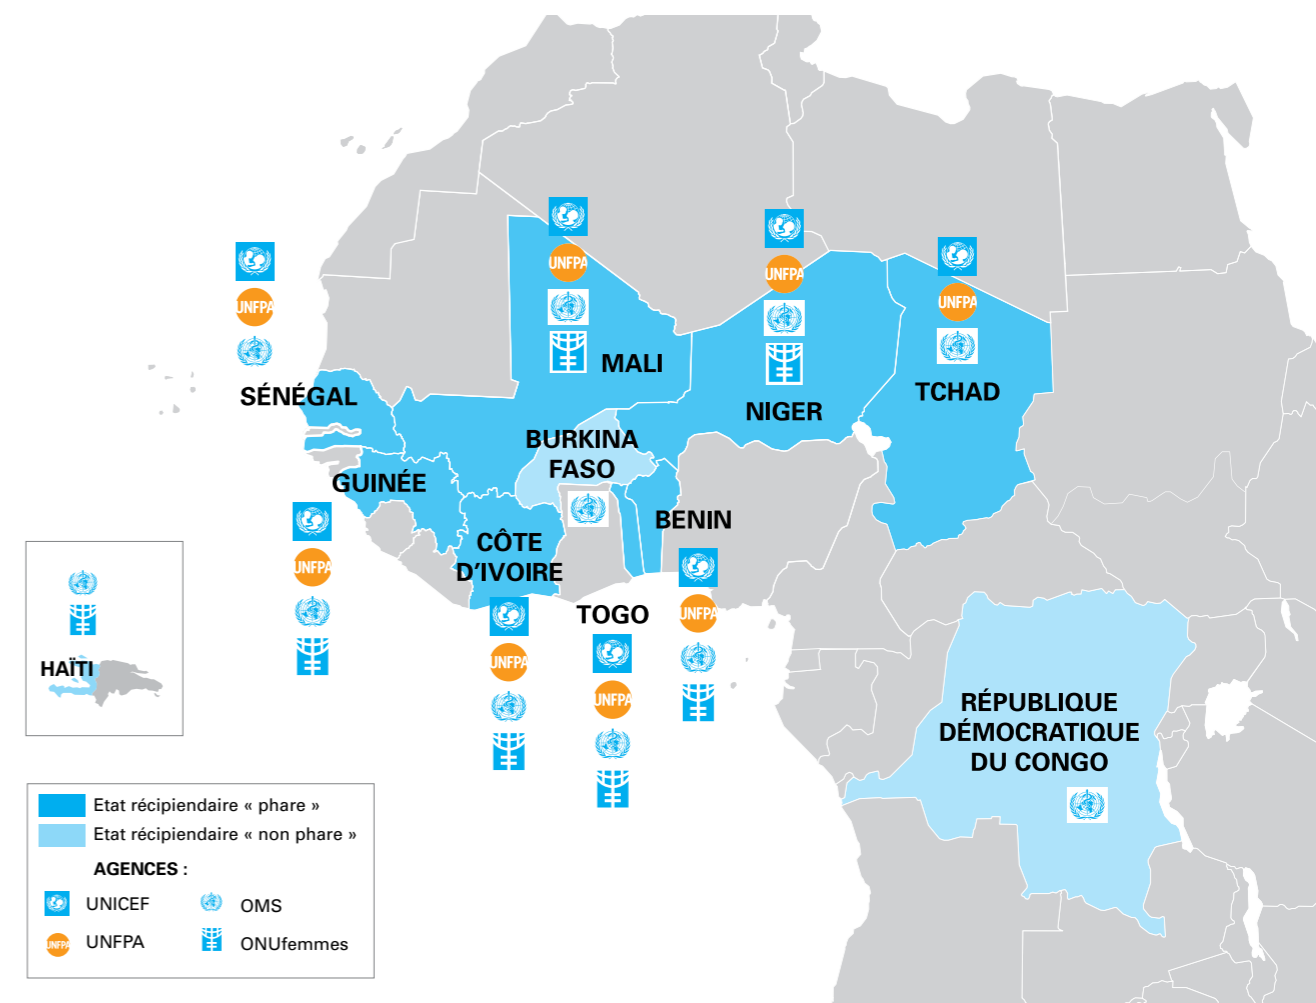 UNFPA
UNFPA
UNFPA
UNFPA
MALI
TCHAD
SÉNÉGAL
NIGER
BURKINA
FASO
GUINÉE
BENIN
CÔTE
D'IVOIRE
UNFPA
TOGO
UNFPA
UNFPA
UNFPA
HAÏTI
RÉPUBLIQUE
DÉMOCRATIQUE
DU CONGO
Etat récipiendaire « phare »
Etat récipiendaire « non phare »
AGENCES :
UNICEF
OMS
UNFPA
UNFPA
ONUfemmes